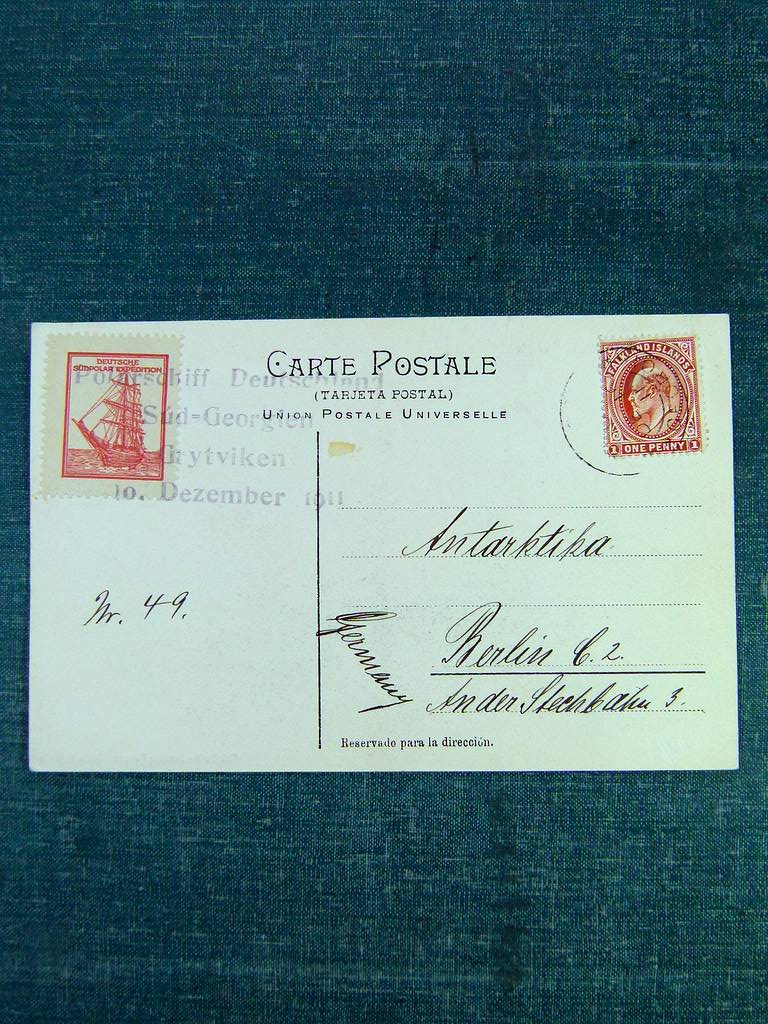 DEUTSCHE
SÜDPOLAR EXPEDITION
Polarschiff Deutschland
Süd=Georgien
Grytviken
10. Dezember 1911
CARTE POSTALE
(TARJETA POSTAL)
UNION POSTALE UNIVERSELLE
FALKLAND ISLANDS
1 ONE PENNY 1
Antarktika
Nr. 49.
Berlin C. 2.
Germany
An der Stechbahn 3.
Reservado para la dirección.